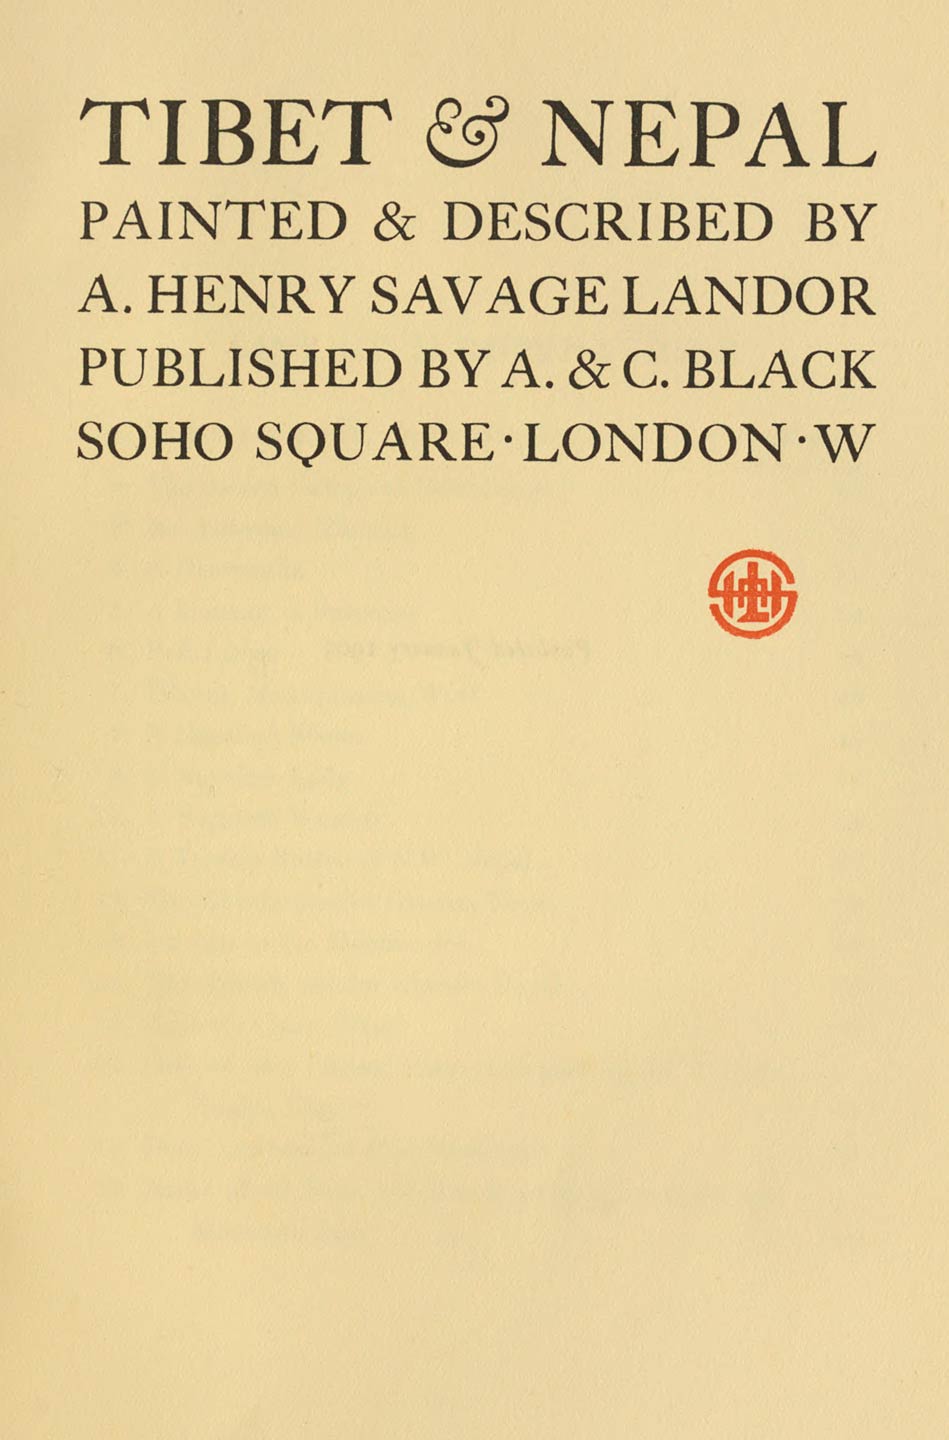 TIBET & NEPAL
PAINTED & DESCRIBED BY
A. HENRY SAVAGE LANDOR
PUBLISHED BY A. & C. BLACK
SOHO SQUARE · LONDON · W